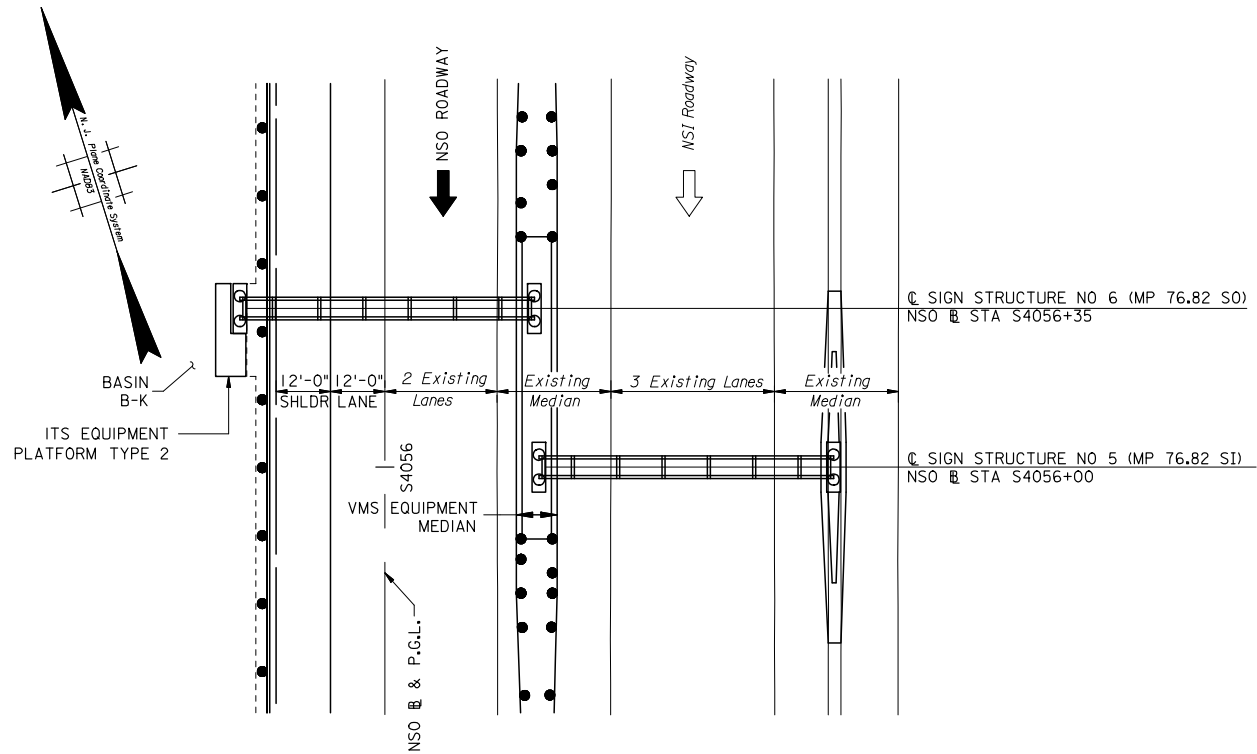 N. J. Plane Coordinate System
NAD83
NSO ROADWAY
NSI Roadway
℄ SIGN STRUCTURE NO 6 (MP 76.82 SO)
NSO BL STA S4056+35
BASIN
B-K
ITS EQUIPMENT
PLATFORM TYPE 2
12'-0"
SHLDR
12'-0"
LANE
2 Existing
Lanes
Existing
Median
3 Existing Lanes
Existing
Median
S4056
VMS EQUIPMENT
MEDIAN
℄ SIGN STRUCTURE NO 5 (MP 76.82 SI)
NSO BL STA S4056+00
NSO BL & P.G.L.